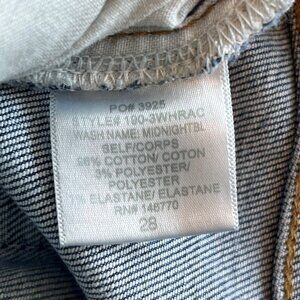 PO# 3925
STYLE# 190-3WHRAC
WASH NAME: MIDNIGHTBL
SELF/CORPS
96% COTTON/ COTON
3% POLYESTER/
POLYESTER
1% ELASTANE/ ELASTANE
RN# 146770
28